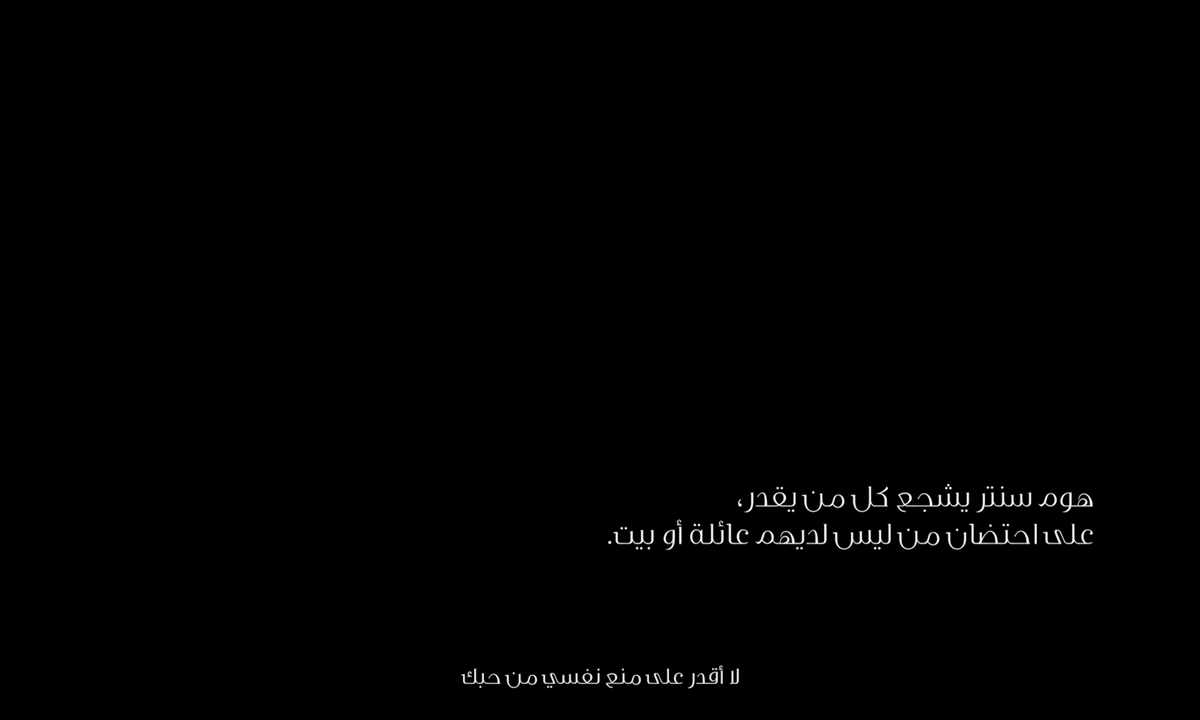 هوم سنتر يشجع كل من يقدر،
على احتضان من ليس لديهم عائلة أو بيت.
لا أقدر على منع نفسي من حبك